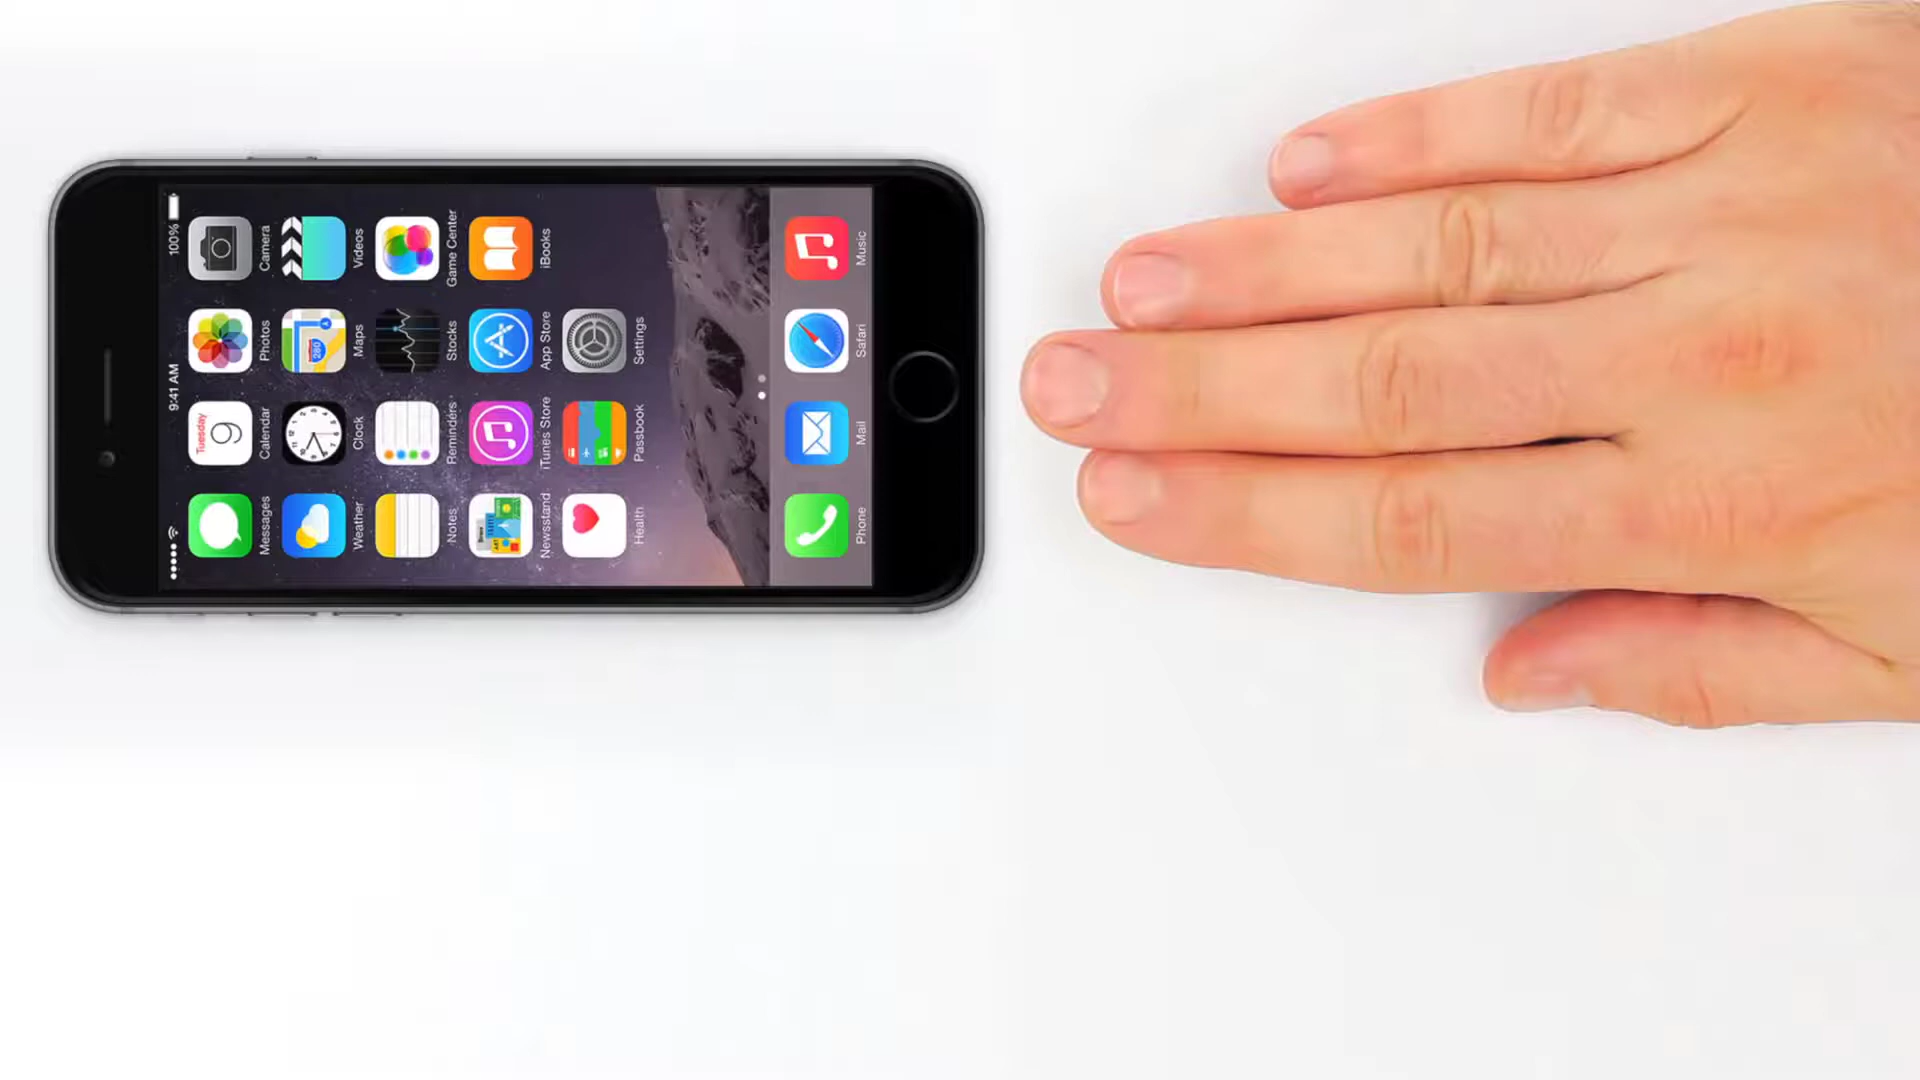 9:41 AM
100%
Messages
Tuesday
9
Calendar
Photos
Camera
Weather
Clock
280
Maps
Videos
Notes
Reminders
Stocks
Game Center
Newsstand
iTunes Store
App Store
iBooks
Health
Passbook
Settings
Phone
Mail
Safari
Music